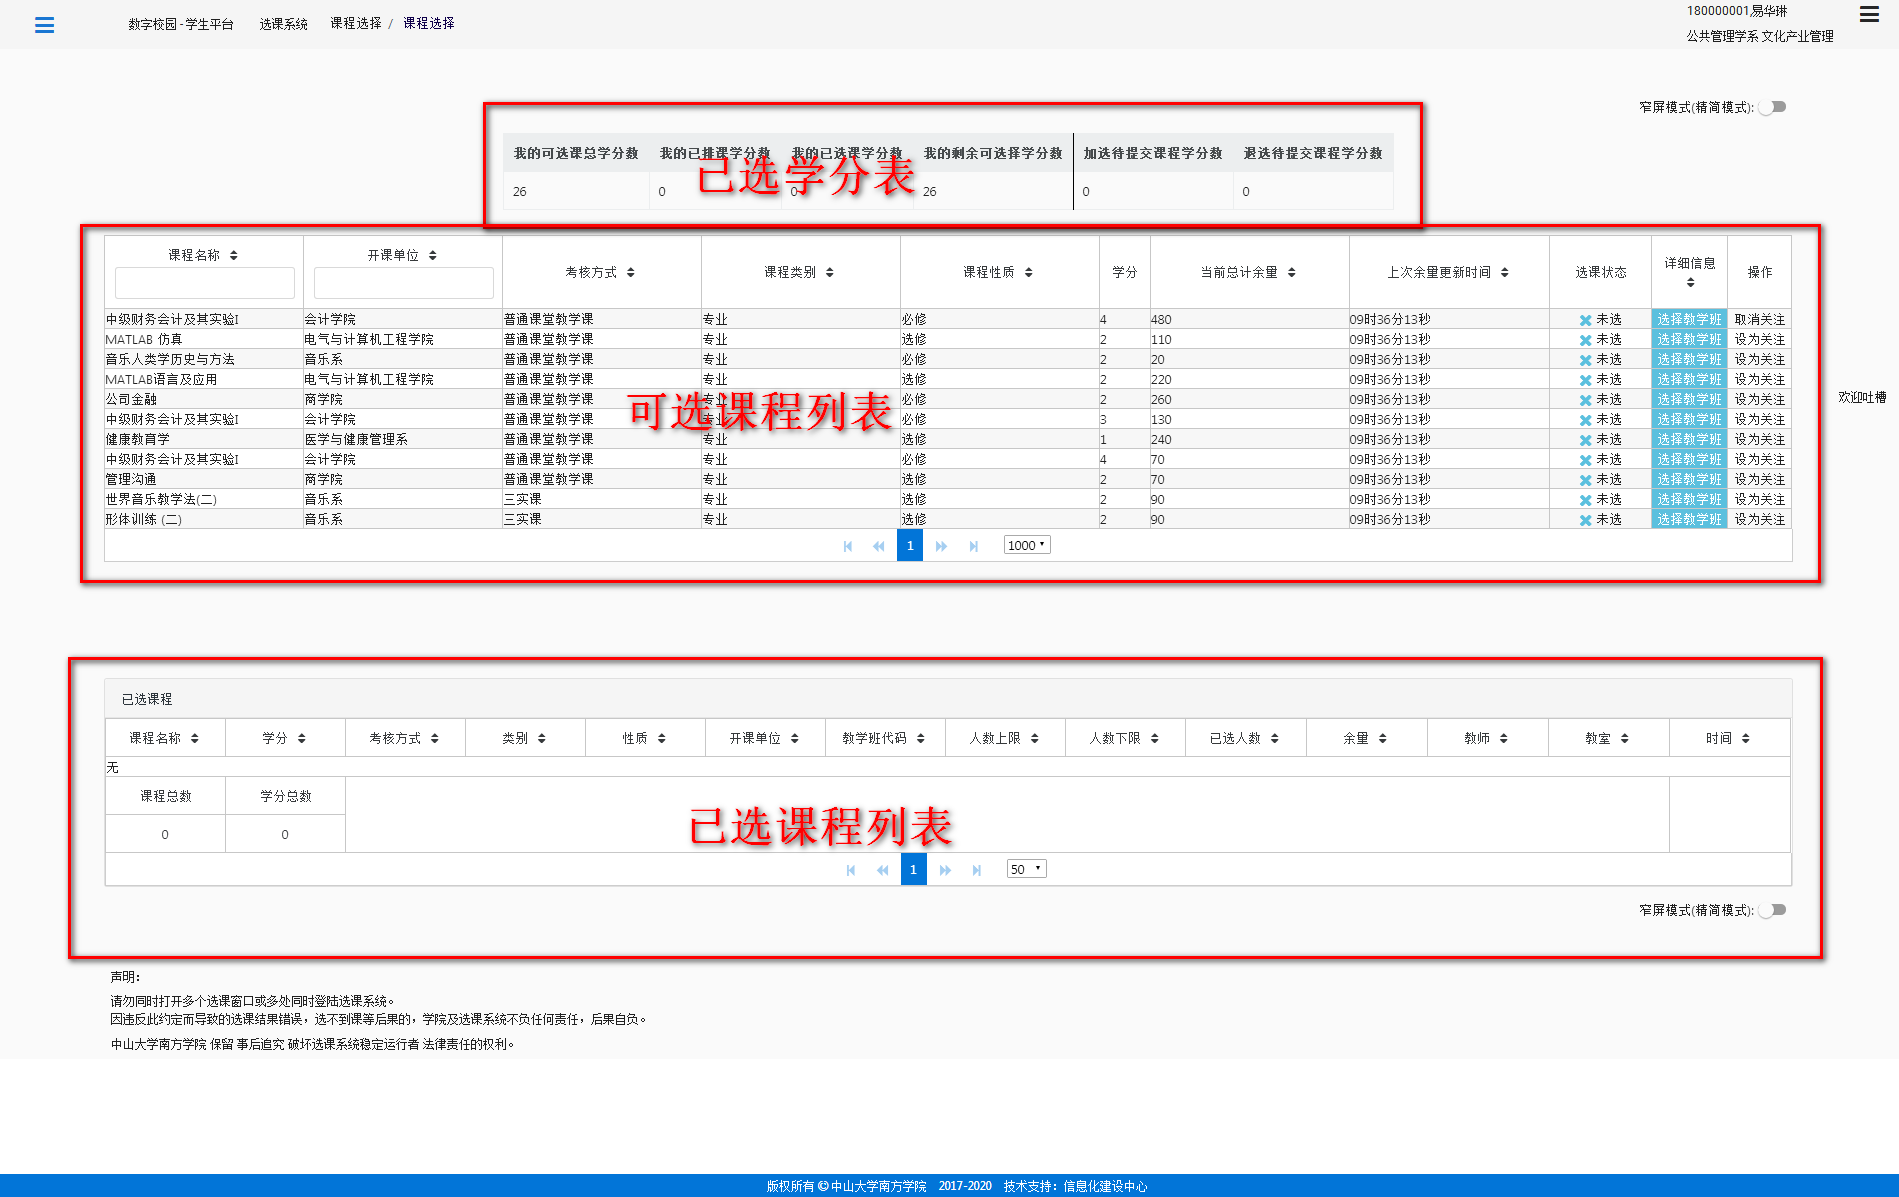 数字校园 - 学生平台 选课系统 课程选择 / 课程选择
180000001,易华琳
公共管理学系 文化产业管理
窄屏模式(精简模式):
我的可选课总学分数 我的已排课学分数 我的已选课学分数 我的剩余可选择学分数 加选待提交课程学分数 退选待提交课程学分数
26 0 0 26 0 0
已选学分表
课程名称 开课单位 考核方式 课程类别 课程性质 学分 当前总计余量 上次余量更新时间 选课状态 详细信息 操作
中级财务会计及其实验I 会计学院 普通课堂教学课 专业 必修 4 480 09时36分13秒 未选 选择教学班 取消关注
MATLAB 仿真 电气与计算机工程学院 普通课堂教学课 专业 选修 2 110 09时36分13秒 未选 选择教学班 设为关注
音乐人类学历史与方法 音乐系 普通课堂教学课 专业 必修 2 20 09时36分13秒 未选 选择教学班 设为关注
MATLAB语言及应用 电气与计算机工程学院 普通课堂教学课 专业 选修 2 220 09时36分13秒 未选 选择教学班 设为关注
公司金融 商学院 普通课堂教学课 专业 必修 2 260 09时36分13秒 未选 选择教学班 设为关注
中级财务会计及其实验I 会计学院 普通课堂教学课 专业 必修 3 130 09时36分13秒 未选 选择教学班 设为关注
健康教育学 医学与健康管理系 普通课堂教学课 专业 选修 1 240 09时36分13秒 未选 选择教学班 设为关注
中级财务会计及其实验I 会计学院 普通课堂教学课 专业 必修 4 70 09时36分13秒 未选 选择教学班 设为关注
管理沟通 商学院 普通课堂教学课 专业 选修 2 70 09时36分13秒 未选 选择教学班 设为关注
世界音乐教学法(二) 音乐系 三实课 专业 选修 2 90 09时36分13秒 未选 选择教学班 设为关注
形体训练 (二) 音乐系 三实课 专业 选修 2 90 09时36分13秒 未选 选择教学班 设为关注
可选课程列表
欢迎吐槽
1 1000
已选课程
课程名称 学分 考核方式 类别 性质 开课单位 教学班代码 人数上限 人数下限 已选人数 余量 教师 教室 时间
无
课程总数 学分总数
0 0
已选课程列表
1 50
窄屏模式(精简模式):
声明：
请勿同时打开多个选课窗口或多处同时登陆选课系统。
因违反此约定而导致的选课结果错误，选不到课等后果的，学院及选课系统不负任何责任，后果自负。
中山大学南方学院 保留 事后追究 破坏选课系统稳定运行者 法律责任的权利。
版权所有 © 中山大学南方学院 2017-2020 技术支持：信息化建设中心